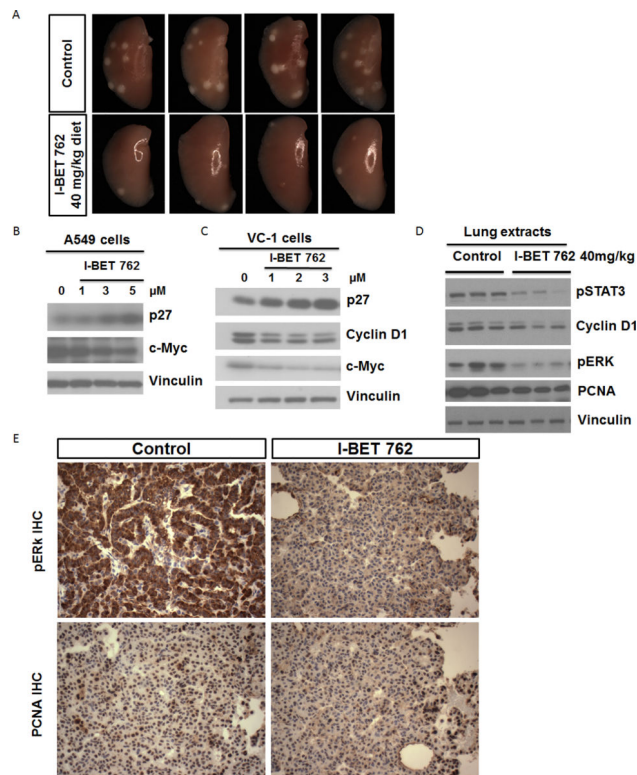 A
Control
I-BET 762
40 mg/kg diet
B
A549 cells
I-BET 762
0 1 3 5 µM
p27
c-Myc
Vinculin
C
VC-1 cells
I-BET 762
0 1 2 3 µM
p27
Cyclin D1
c-Myc
Vinculin
D
Lung extracts
Control I-BET 762 40mg/kg
pSTAT3
Cyclin D1
pERK
PCNA
Vinculin
E
Control
I-BET 762
pERk IHC
PCNA IHC